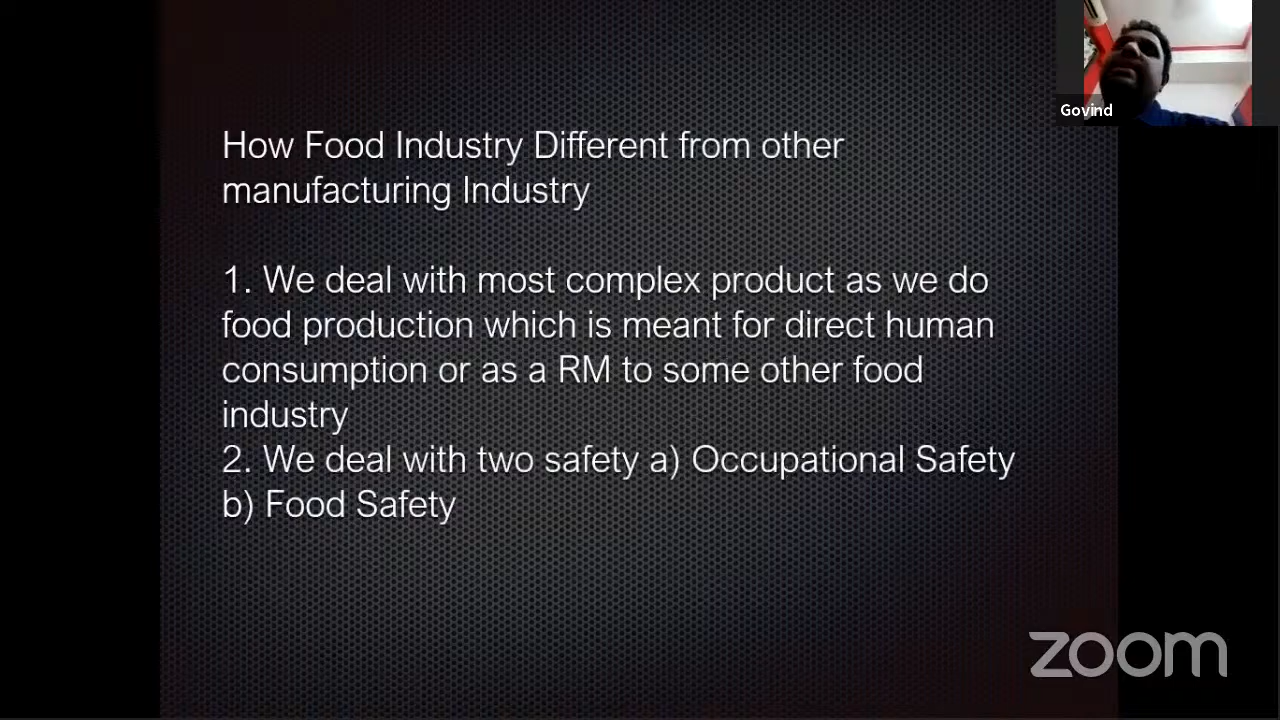 Govind
How Food Industry Different from other
manufacturing Industry
1. We deal with most complex product as we do
food production which is meant for direct human
consumption or as a RM to some other food
industry
2. We deal with two safety a) Occupational Safety
b) Food Safety
zoom